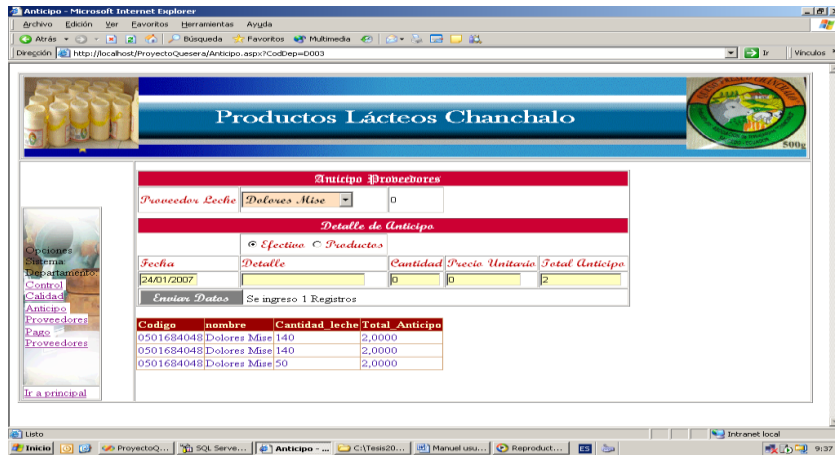 Anticipo - Microsoft Internet Explorer
Archivo Edición Ver Favoritos Herramientas Ayuda
Atrás Búsqueda Favoritos Multimedia
Dirección http://localhost/ProyectoQuesera/Anticipo.aspx?CodDep=D003 Ir Vínculos
Productos Lácteos Chanchalo
500g
Anticipo Proveedores
Proveedor Leche Dolores Mise 0
Detalle de Anticipo
Efectivo Productos
Fecha Detalle Cantidad Precio Unitario Total Anticipo
24/01/2007 0 0 2
Enviar Datos Se ingreso 1 Registros
Opciones
Sistema:
Departamento:
Control
Calidad
Anticipo
Proveedores
Pago
Proveedores
Ir a principal
Codigo nombre Cantidad_leche Total_Anticipo
0501684048 Dolores Mise 140 2,0000
0501684048 Dolores Mise 140 2,0000
0501684048 Dolores Mise 50 2,0000
Listo Intranet local
Inicio ProyectoQ... SQL Serve... Anticipo - ... C:\Tesis20... Manuel usu... Reproduct... ES 9:37